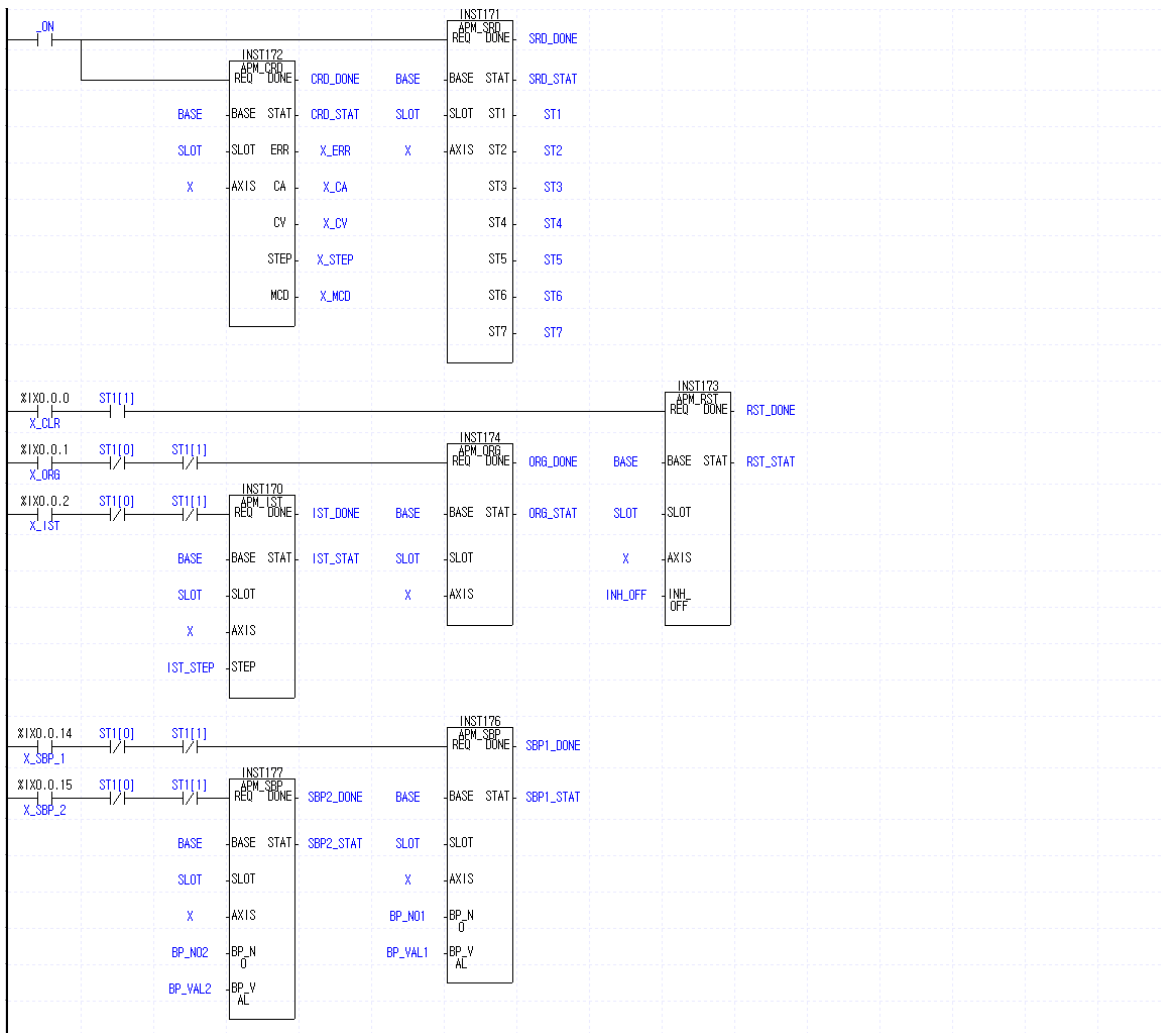 INST171
_ON APM_SRD
REQ DONE SRD_DONE
INST172
APM_CRD
REQ DONE CRD_DONE BASE BASE STAT SRD_STAT
BASE BASE STAT CRD_STAT SLOT SLOT ST1 ST1
SLOT SLOT ERR X_ERR X AXIS ST2 ST2
X AXIS CA X_CA ST3 ST3
CV X_CV ST4 ST4
STEP X_STEP ST5 ST5
MCD X_MCD ST6 ST6
ST7 ST7
INST173
%IX0.0.0 ST1[1] APM_RST
REQ DONE RST_DONE
X_CLR
INST174
%IX0.0.1 ST1[0] ST1[1] APM_ORG
REQ DONE ORG_DONE BASE BASE STAT RST_STAT
X_ORG
INST170
%IX0.0.2 ST1[0] ST1[1] APM_IST
REQ DONE IST_DONE BASE BASE STAT ORG_STAT SLOT SLOT
X_IST
BASE BASE STAT IST_STAT SLOT SLOT X AXIS
SLOT SLOT X AXIS INH_OFF INH_
OFF
X AXIS
IST_STEP STEP
INST176
%IX0.0.14 ST1[0] ST1[1] APM_SBP
REQ DONE SBP1_DONE
X_SBP_1
INST177
%IX0.0.15 ST1[0] ST1[1] APM_SBP
REQ DONE SBP2_DONE BASE BASE STAT SBP1_STAT
X_SBP_2
BASE BASE STAT SBP2_STAT SLOT SLOT
SLOT SLOT X AXIS
X AXIS BP_NO1 BP_N
O
BP_NO2 BP_N
O BP_VAL1 BP_V
AL
BP_VAL2 BP_V
AL